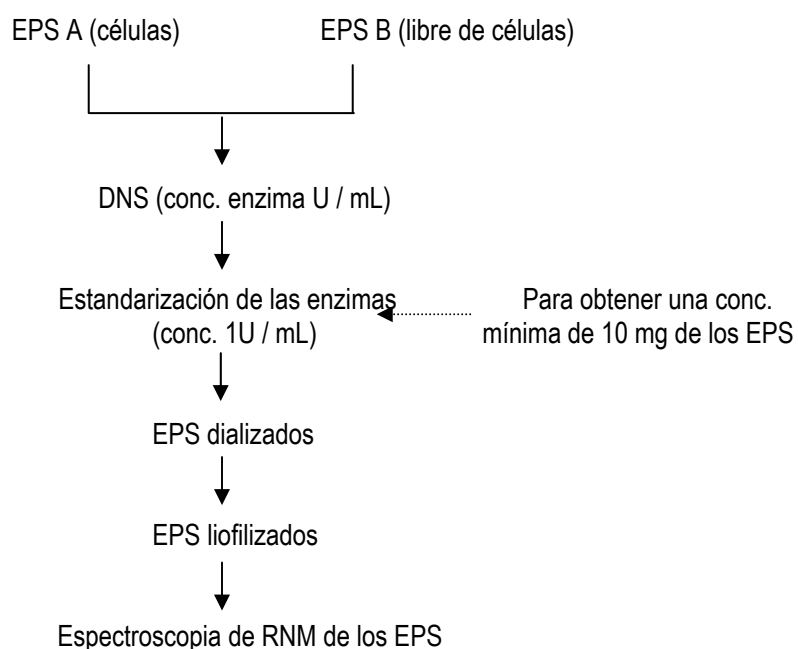 EPS A (células) EPS B (libre de células)
DNS (conc. enzima U / mL)
Estandarización de las enzimas
(conc. 1U / mL)
Para obtener una conc.
mínima de 10 mg de los EPS
EPS dializados
EPS liofilizados
Espectroscopia de RNM de los EPS